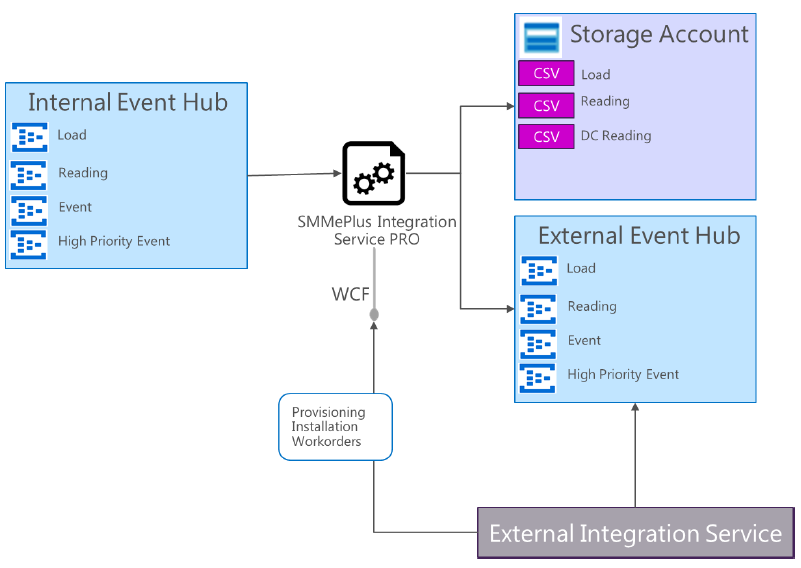 Internal Event Hub
Load
Reading
Event
High Priority Event
SMMePlus Integration
Service PRO
WCF
Provisioning
Installation
Workorders
Storage Account
CSV Load
CSV Reading
CSV DC Reading
External Event Hub
Load
Reading
Event
High Priority Event
External Integration Service